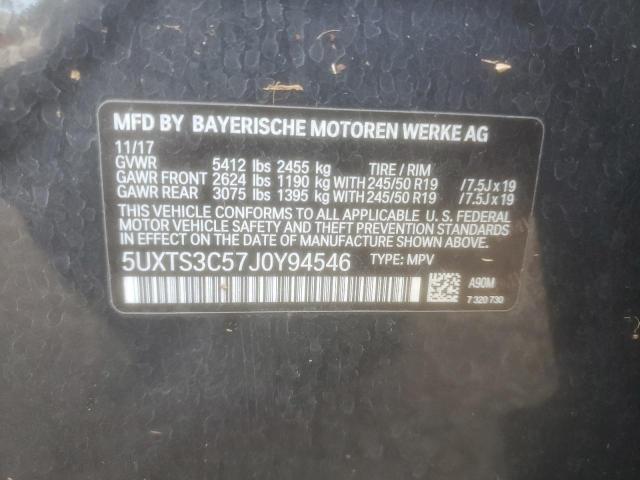 MFD BY BAYERISCHE MOTOREN WERKE AG
11/17
GVWR 5412 lbs 2455 kg TIRE / RIM
GAWR FRONT 2624 lbs 1190 kg WITH 245/50 R19 /7.5J x 19
GAWR REAR 3075 lbs 1395 kg WITH 245/50 R19 /7.5J x 19
THIS VEHICLE CONFORMS TO ALL APPLICABLE U. S. FEDERAL
MOTOR VEHICLE SAFETY AND THEFT PREVENTION STANDARDS
IN EFFECT ON THE DATE OF MANUFACTURE SHOWN ABOVE.
5UXTS3C57J0Y94546 TYPE: MPV
A90M
7 320 730